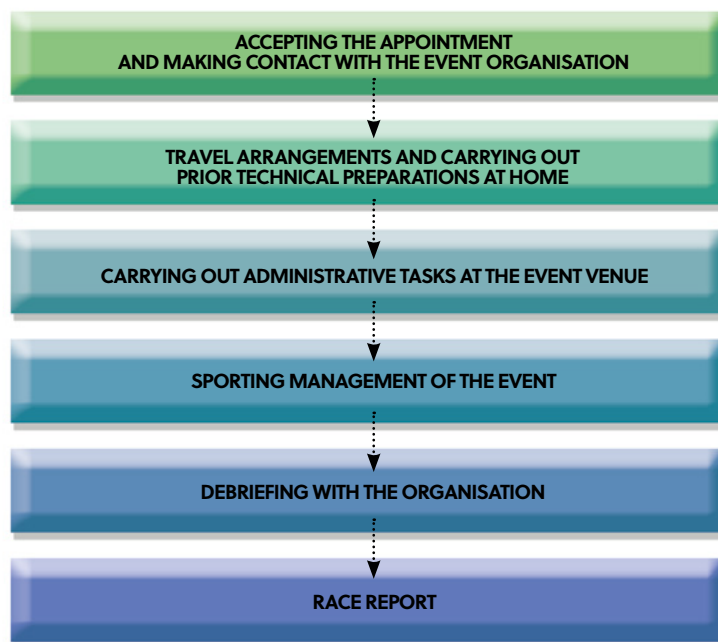 ACCEPTING THE APPOINTMENT
AND MAKING CONTACT WITH THE EVENT ORGANISATION
TRAVEL ARRANGEMENTS AND CARRYING OUT
PRIOR TECHNICAL PREPARATIONS AT HOME
CARRYING OUT ADMINISTRATIVE TASKS AT THE EVENT VENUE
SPORTING MANAGEMENT OF THE EVENT
DEBRIEFING WITH THE ORGANISATION
RACE REPORT